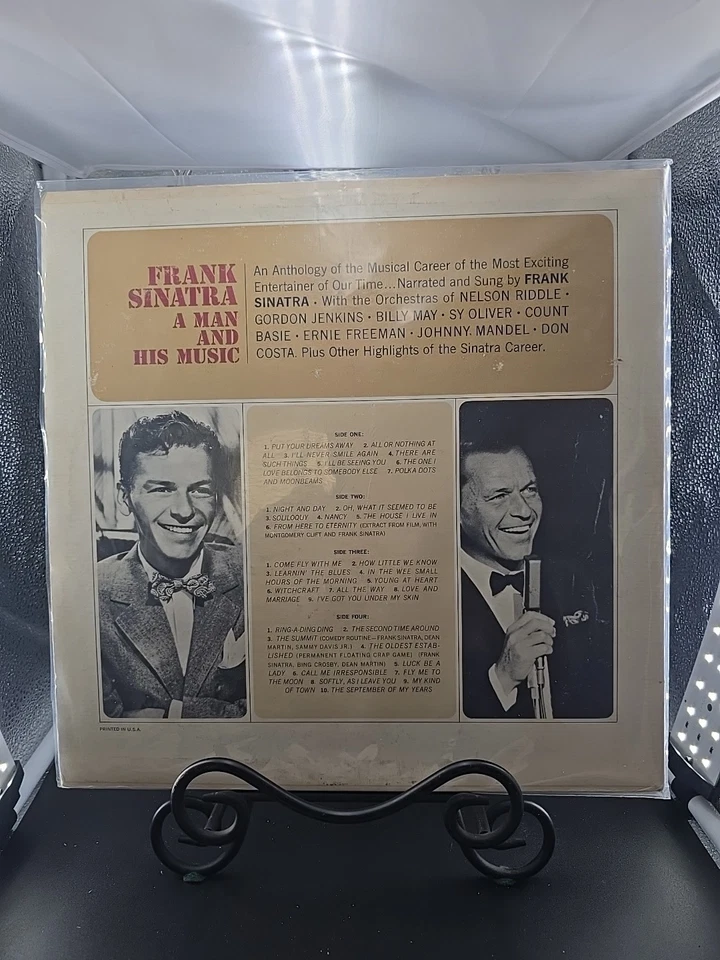 FRANK
SINATRA
A MAN
AND
HIS MUSIC
An Anthology of the Musical Career of the Most Exciting
Entertainer of Our Time...Narrated and Sung by FRANK
SINATRA • With the Orchestras of NELSON RIDDLE •
GORDON JENKINS • BILLY MAY • SY OLIVER • COUNT
BASIE • ERNIE FREEMAN • JOHNNY. MANDEL • DON
COSTA. Plus Other Highlights of the Sinatra Career.
SIDE ONE:
1. PUT YOUR DREAMS AWAY 2. ALL OR NOTHING AT
ALL 3. I'LL NEVER SMILE AGAIN 4. THERE ARE
SUCH THINGS 5. I'LL BE SEEING YOU 6. THE ONE I
LOVE BELONGS TO SOMEBODY ELSE 7. POLKA DOTS
AND MOONBEAMS
SIDE TWO:
1. NIGHT AND DAY 2. OH, WHAT IT SEEMED TO BE
3. SOLILOQUY 4. NANCY 5. THE HOUSE I LIVE IN
6. FROM HERE TO ETERNITY (EXTRACT FROM FILM, WITH
MONTGOMERY CLIFT AND FRANK SINATRA)
SIDE THREE:
1. COME FLY WITH ME 2. HOW LITTLE WE KNOW
3. LEARNIN' THE BLUES 4. IN THE WEE SMALL
HOURS OF THE MORNING 5. YOUNG AT HEART
6. WITCHCRAFT 7. ALL THE WAY 8. LOVE AND
MARRIAGE 9. I'VE GOT YOU UNDER MY SKIN
SIDE FOUR:
1. RING-A-DING DING 2. THE SECOND TIME AROUND
3. THE SUMMIT (COMEDY ROUTINE—FRANK SINATRA, DEAN
MARTIN, SAMMY DAVIS JR.) 4. THE OLDEST ESTAB-
LISHED (PERMANENT FLOATING CRAP GAME) (FRANK
SINATRA, BING CROSBY, DEAN MARTIN) 5. LUCK BE A
LADY 6. CALL ME IRRESPONSIBLE 7. FLY ME TO
THE MOON 8. SOFTLY, AS I LEAVE YOU 9. MY KIND
OF TOWN 10. THE SEPTEMBER OF MY YEARS
PRINTED IN U.S.A.